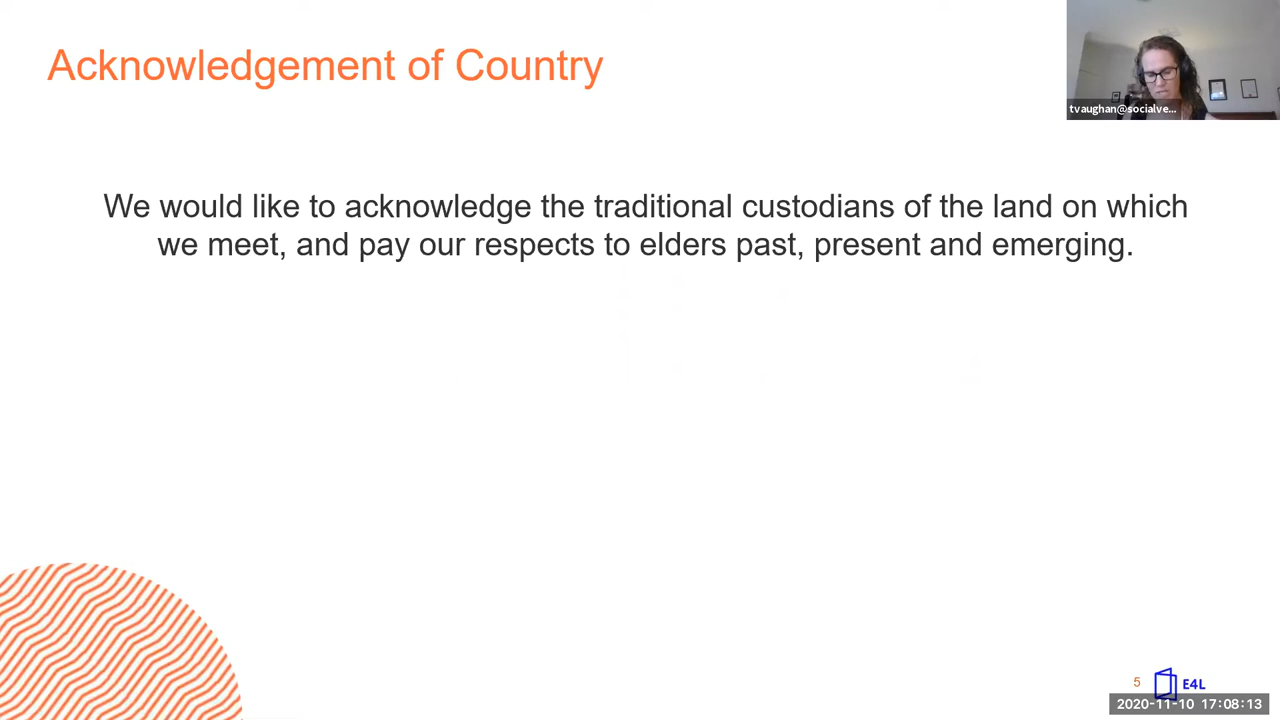 Acknowledgement of Country
tvaughan@socialve...
We would like to acknowledge the traditional custodians of the land on which
we meet, and pay our respects to elders past, present and emerging.
5
E4L
2020-11-10 17:08:13